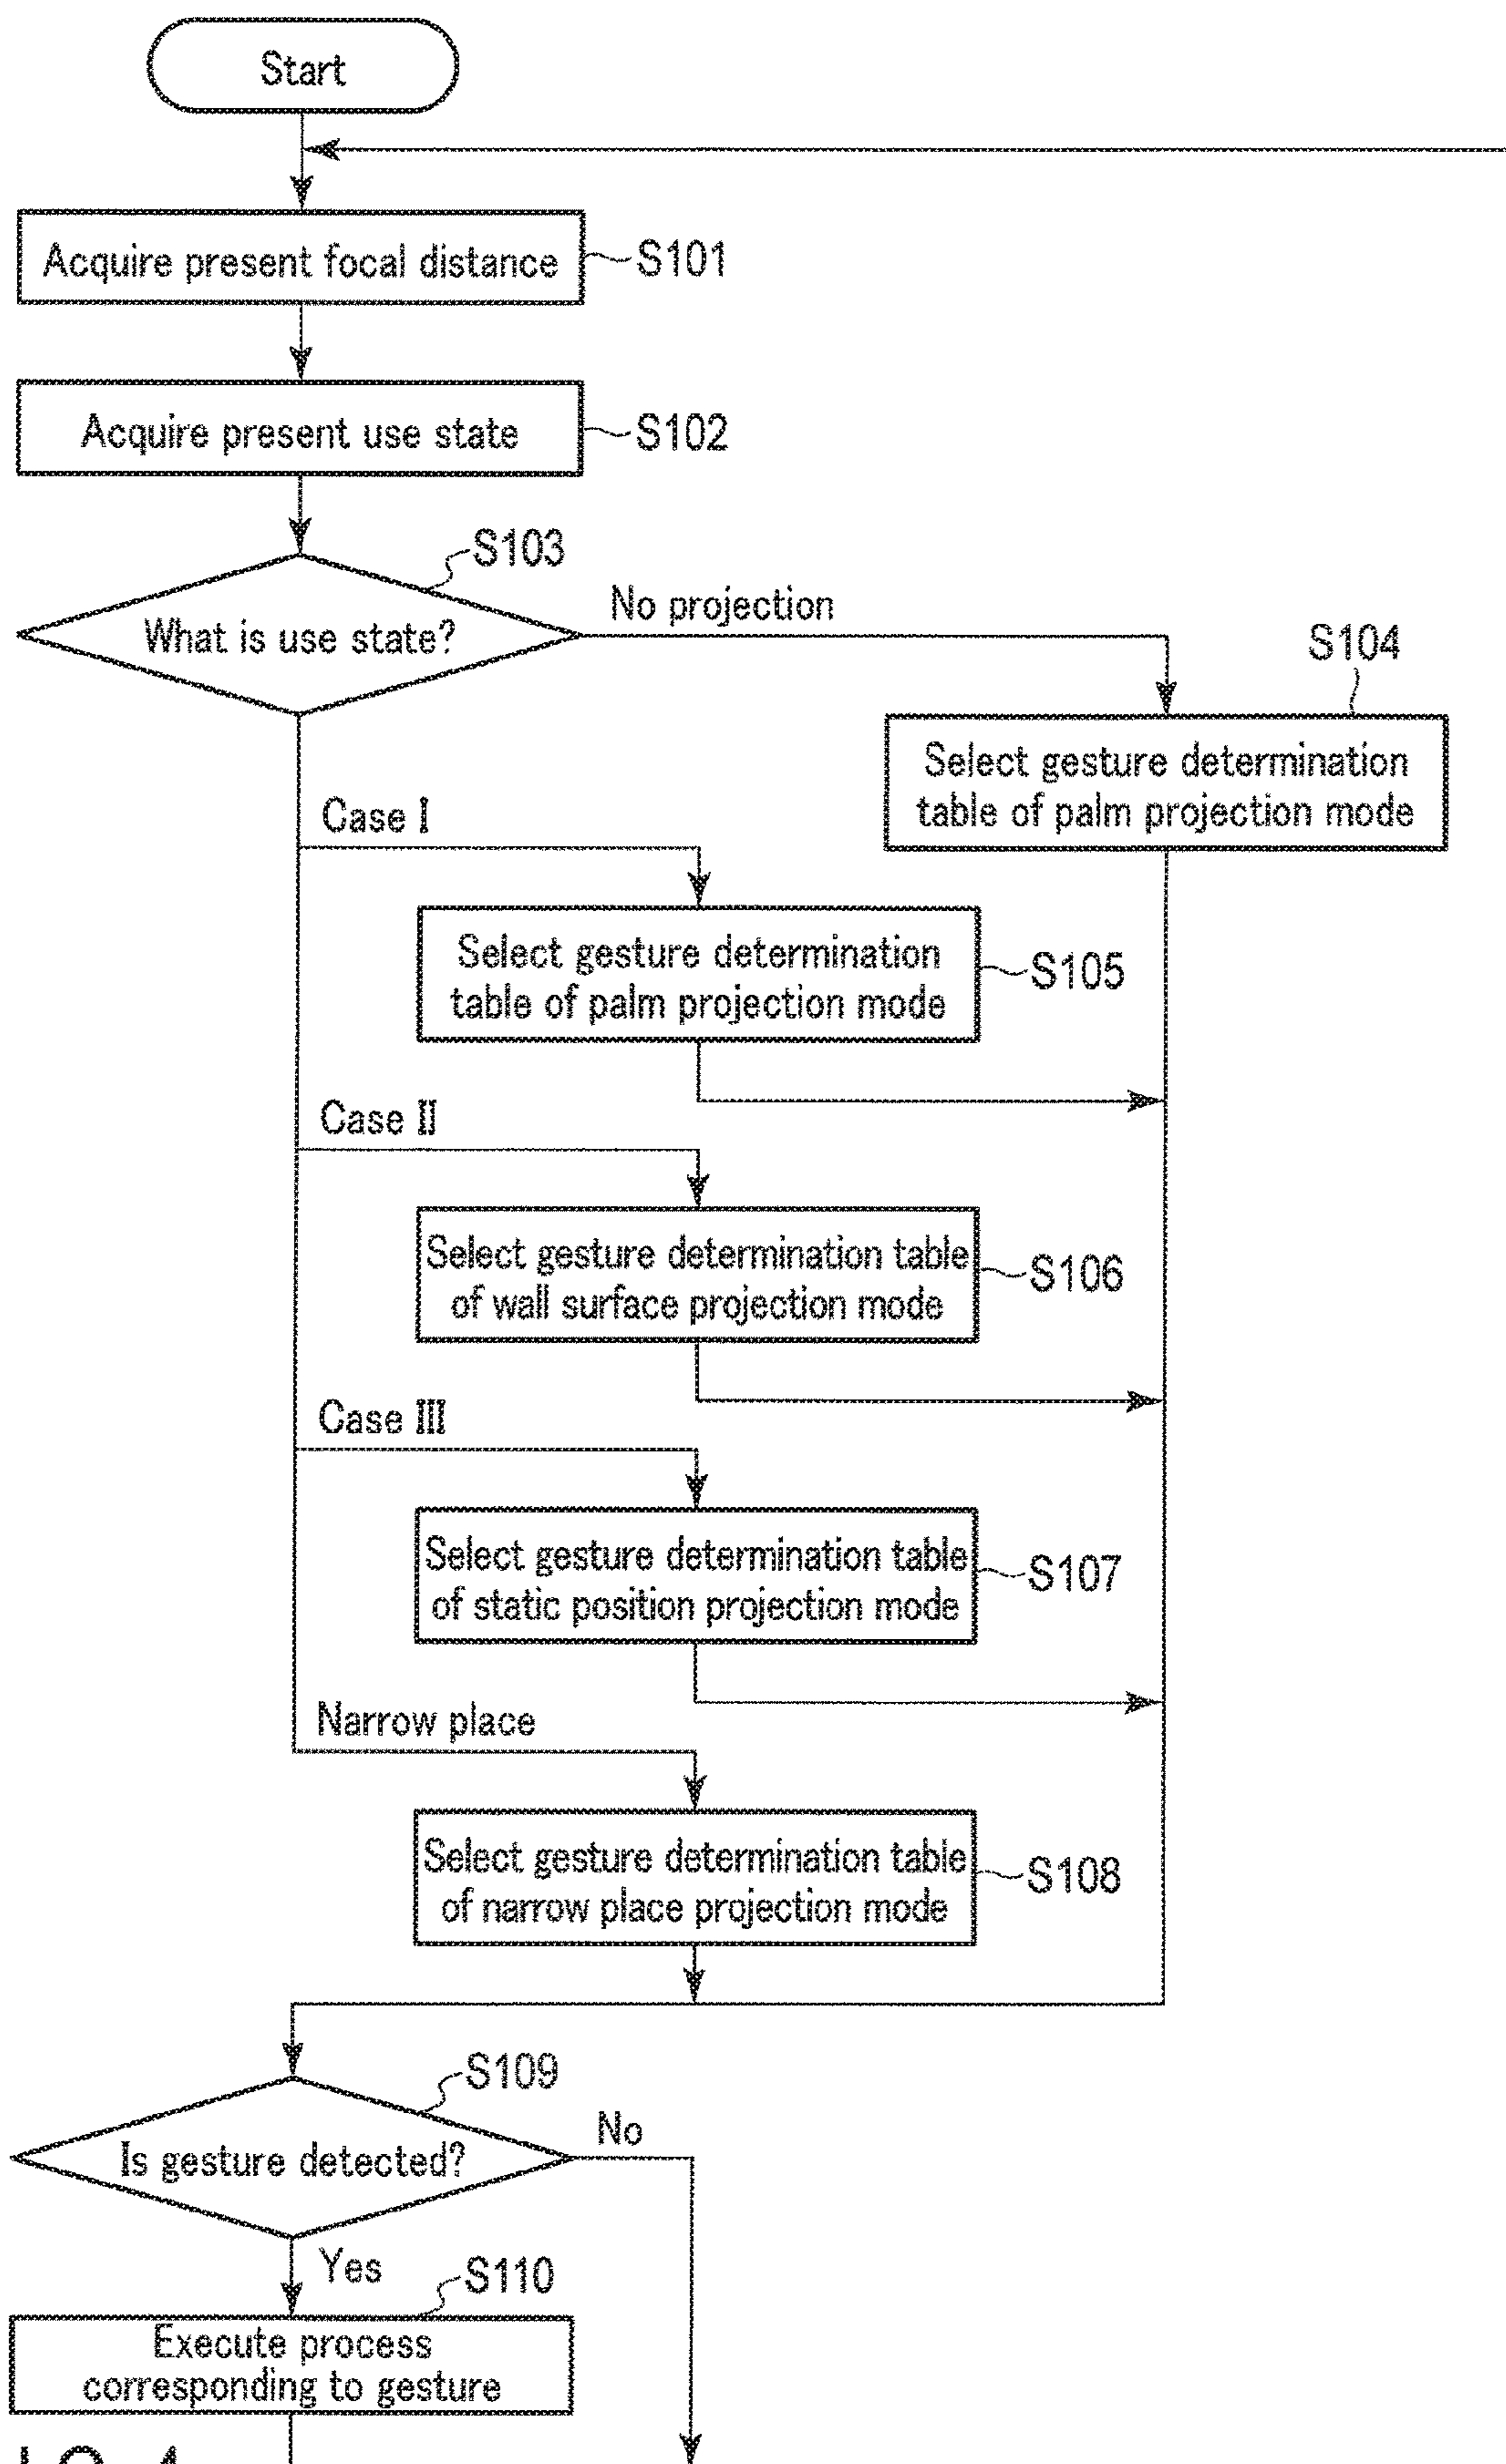 Start
Acquire present focal distance
S101
Acquire present use state
S102
S103
What is use state?
No projection
S104
Select gesture determination
table of palm projection mode
Case I
Select gesture determination
table of palm projection mode
S105
Case II
Select gesture determination table
of wall surface projection mode
S106
Case III
Select gesture determination table
of static position projection mode
S107
Narrow place
Select gesture determination table
of narrow place projection mode
S108
S109
Is gesture detected?
No
Yes
S110
Execute process
corresponding to gesture